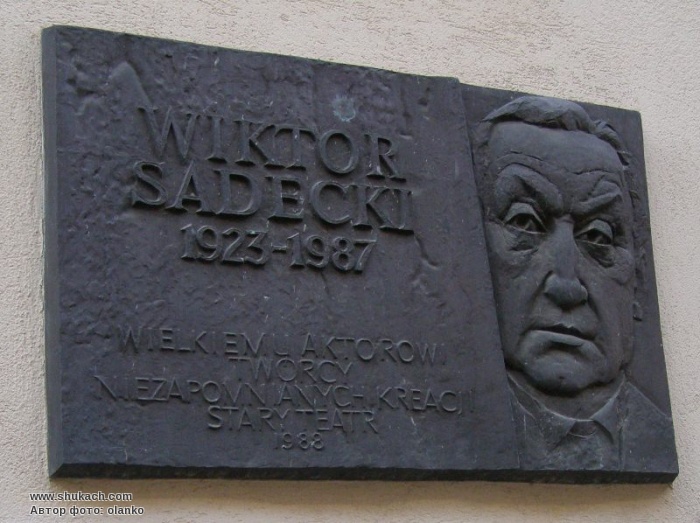 WIKTOR
SADECKI
1923-1987
WIELKIEMU AKTOROWI
TWÓRCY
NIEZAPOMNIANYCH KREACJI
STARY TEATR
1988
www.shukach.com
Автор фото: olanko